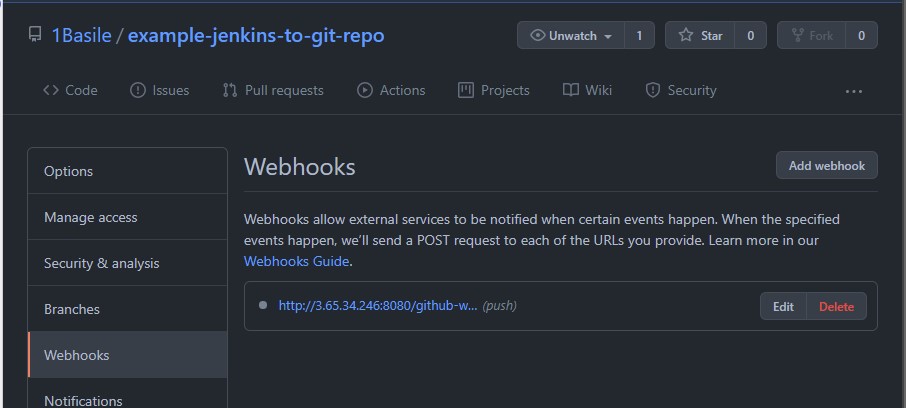 1Basile / example-jenkins-to-git-repo
Unwatch 1 Star 0 Fork 0
Code Issues Pull requests Actions Projects Wiki Security ...
Options
Manage access
Security & analysis
Branches
Webhooks
Notifications
Webhooks Add webhook
Webhooks allow external services to be notified when certain events happen. When the specified
events happen, we'll send a POST request to each of the URLs you provide. Learn more in our
Webhooks Guide.
http://3.65.34.246:8080/github-w... (push) Edit Delete